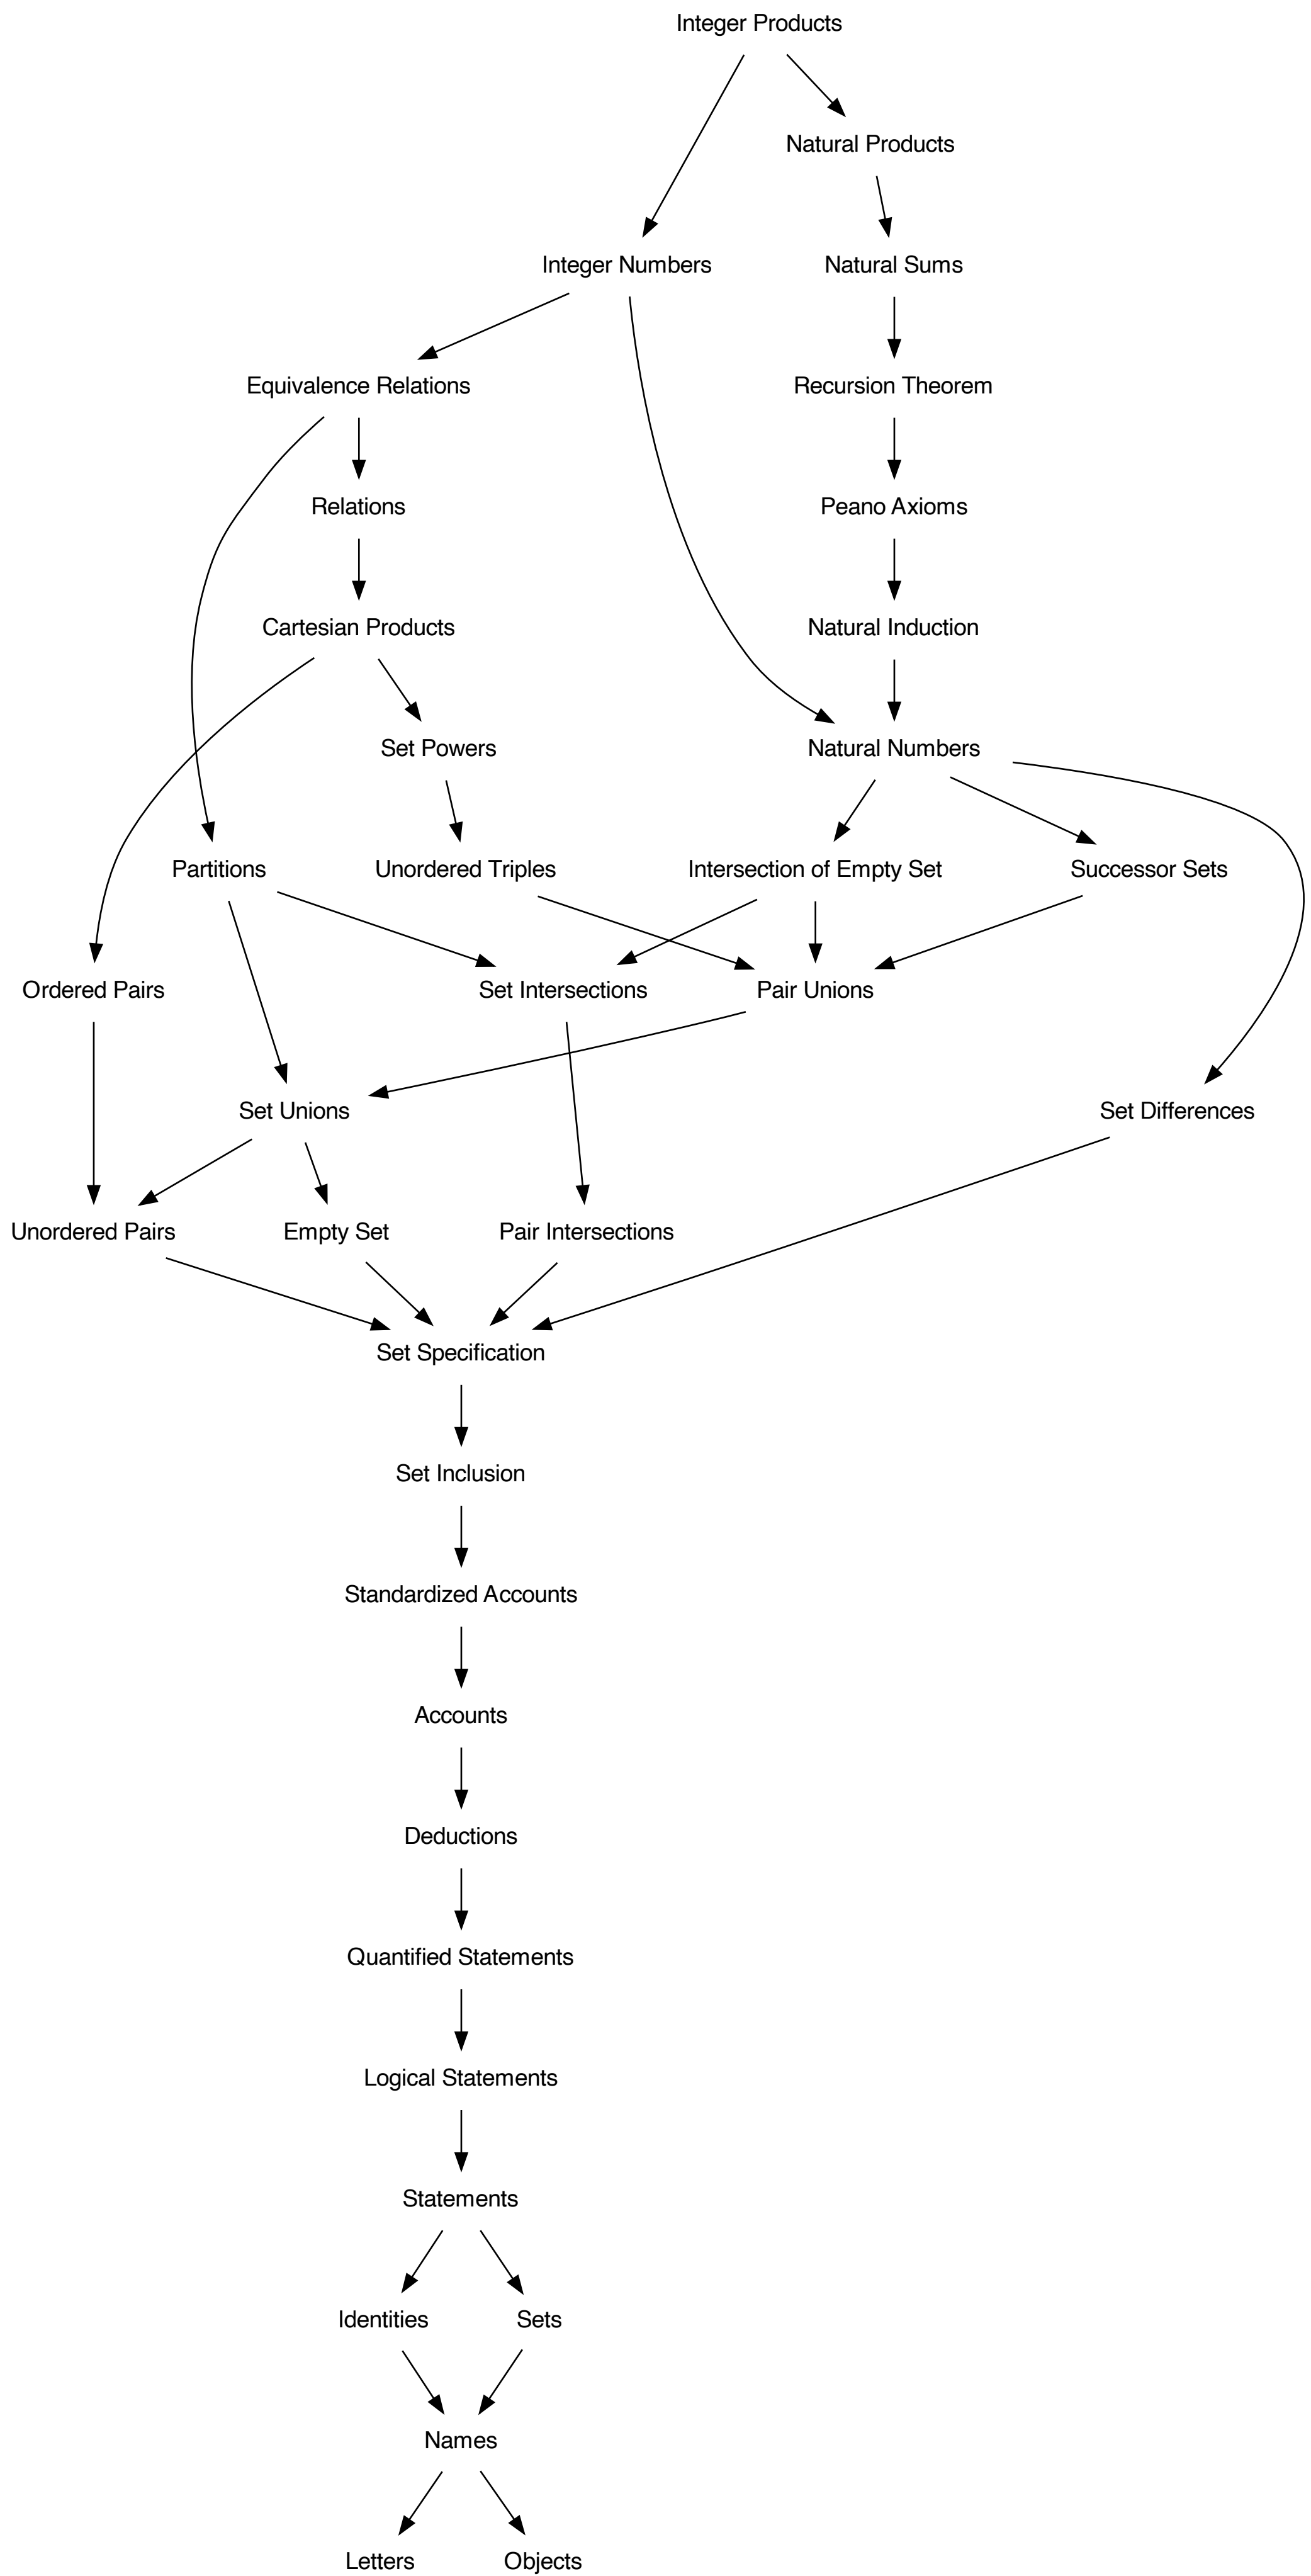 Integer Products
Natural Products
Integer Numbers
Natural Sums
Equivalence Relations
Recursion Theorem
Relations
Peano Axioms
Cartesian Products
Natural Induction
Set Powers
Natural Numbers
Partitions
Unordered Triples
Intersection of Empty Set
Successor Sets
Ordered Pairs
Set Intersections
Pair Unions
Set Unions
Set Differences
Unordered Pairs
Empty Set
Pair Intersections
Set Specification
Set Inclusion
Standardized Accounts
Accounts
Deductions
Quantified Statements
Logical Statements
Statements
Identities
Sets
Names
Letters
Objects